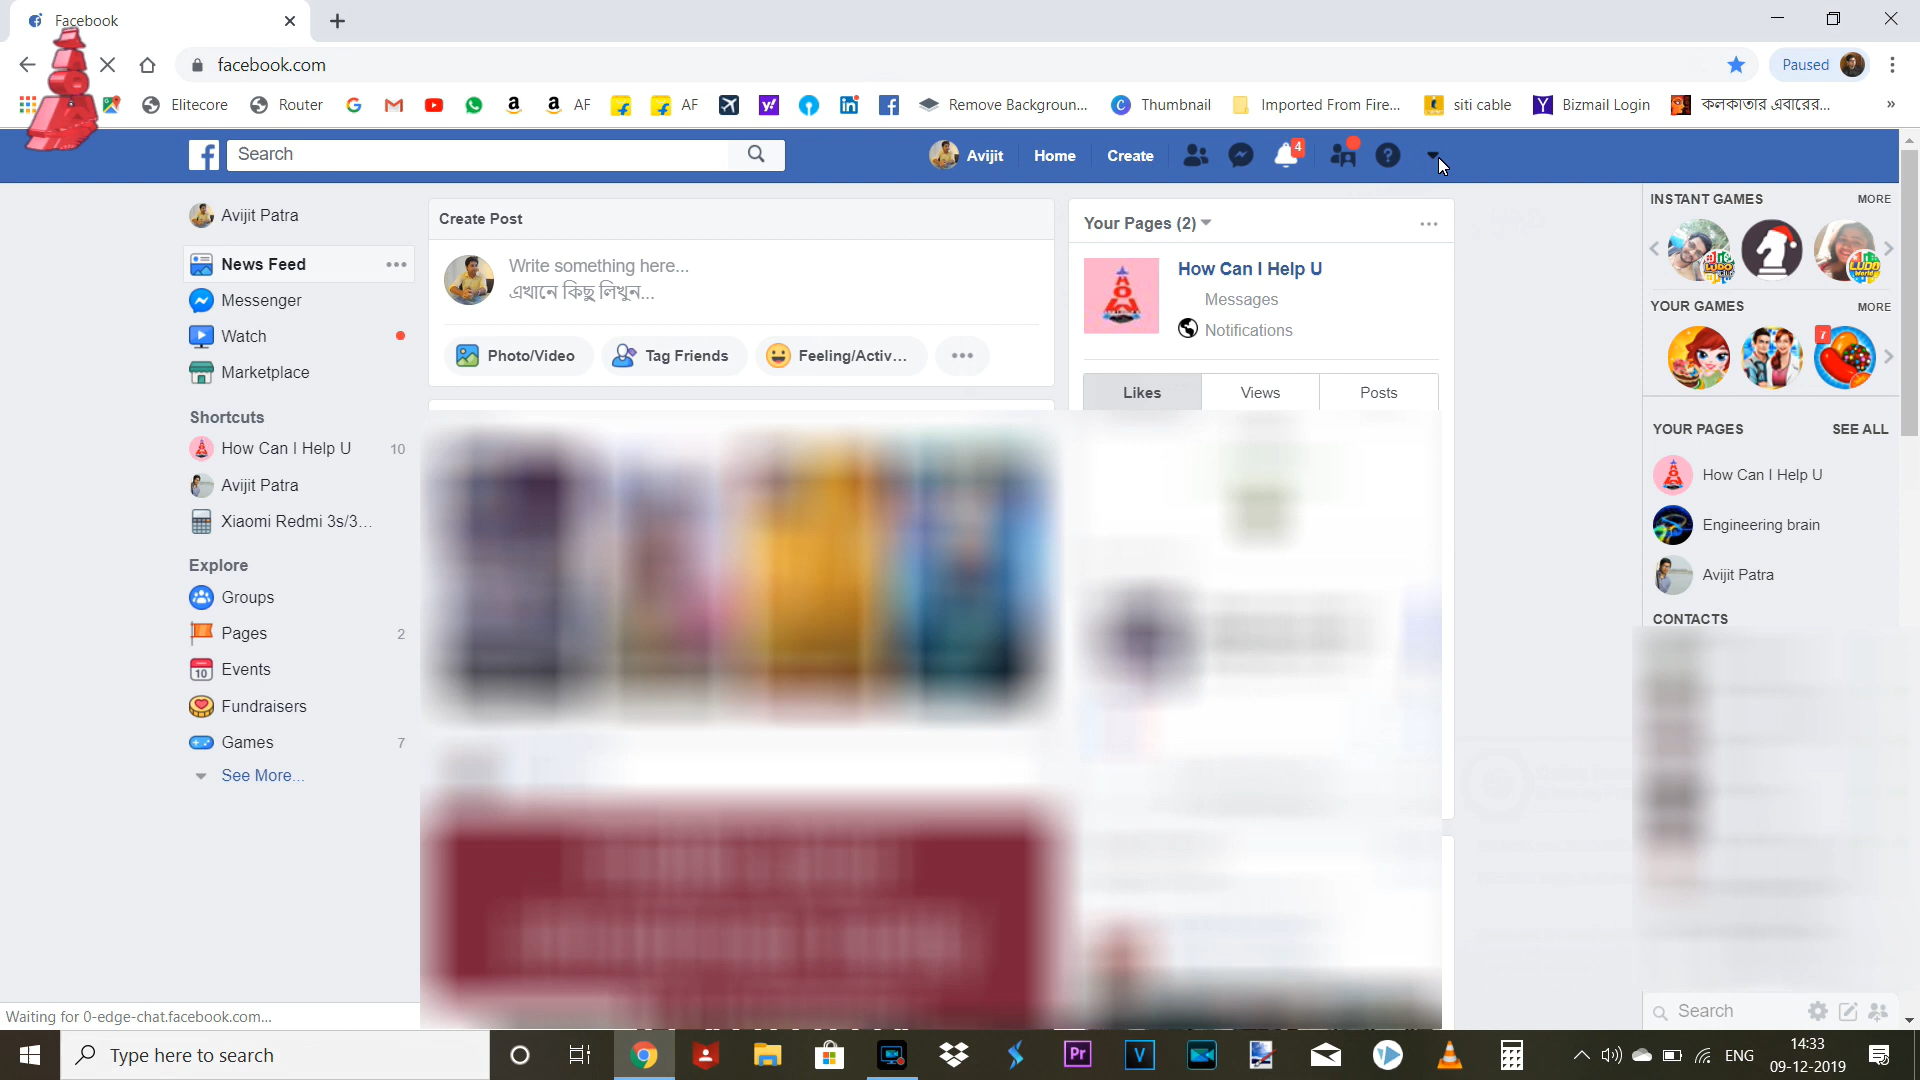 Facebook
facebook.com
Paused
Elitecore
Router
AF
AF
Remove Backgroun...
Thumbnail
Imported From Fire...
siti cable
Bizmail Login
কলকাতার এবারের...
»
Search
Avijit
Home
Create
4
Avijit Patra
News Feed
Messenger
Watch
Marketplace
Shortcuts
How Can I Help U 10
Avijit Patra
Xiaomi Redmi 3s/3...
Explore
Groups
Pages 2
Events
Fundraisers
Games 7
See More...
Create Post
Write something here...
এখানে কিছু লিখুন...
Photo/Video
Tag Friends
Feeling/Activ...
Your Pages (2)
How Can I Help U
Messages
Notifications
Likes
Views
Posts
INSTANT GAMES MORE
YOUR GAMES MORE
YOUR PAGES SEE ALL
How Can I Help U
Engineering brain
Avijit Patra
CONTACTS
Search
Waiting for 0-edge-chat.facebook.com...
Type here to search
ENG
14:33
09-12-2019